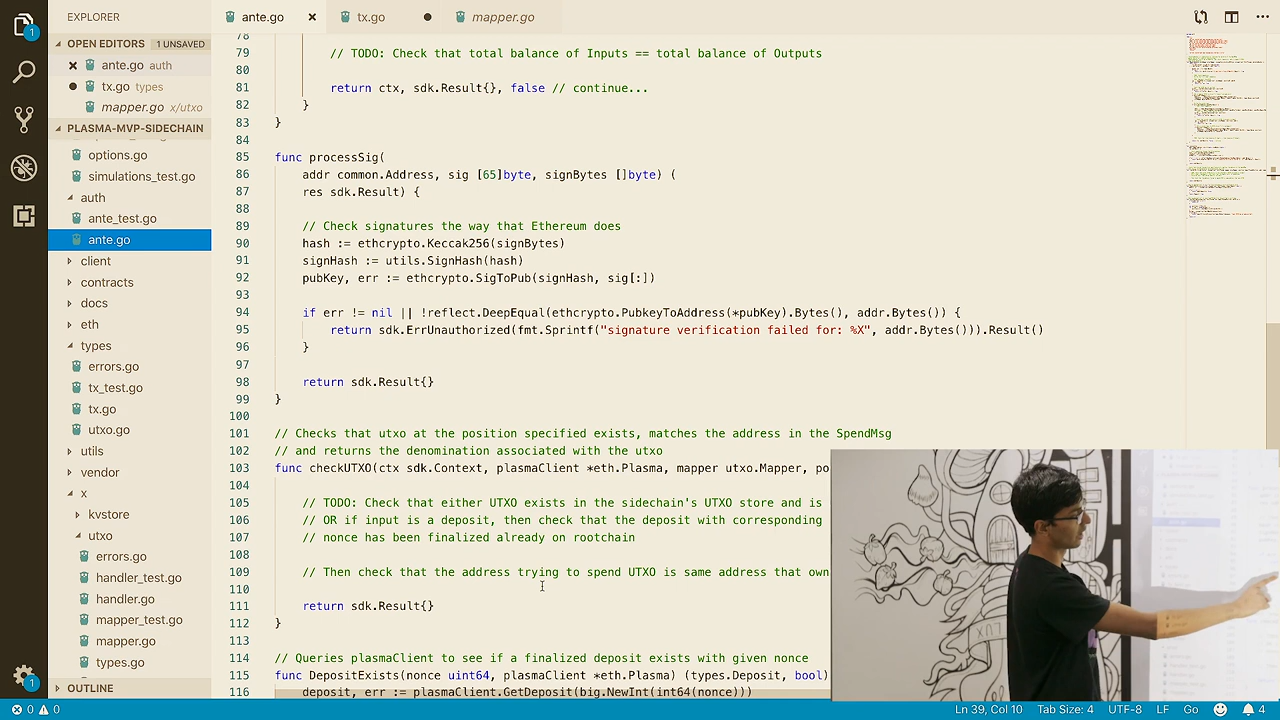 EXPLORER
ante.go
tx.go
mapper.go
OPEN EDITORS 1 UNSAVED
ante.go auth
tx.go types
mapper.go x/utxo
PLASMA-MVP-SIDECHAIN
options.go
simulations_test.go
auth
ante_test.go
ante.go
client
contracts
docs
eth
types
errors.go
tx_test.go
tx.go
utxo.go
utils
vendor
x
kvstore
utxo
errors.go
handler_test.go
handler.go
mapper_test.go
mapper.go
types.go
OUTLINE
78
79 // TODO: Check that total balance of Inputs == total balance of Outputs
80
81 return ctx, sdk.Result{}, false // continue...
82 }
83 }
84
85 func processSig(
86 addr common.Address, sig [65]byte, signBytes []byte) (
87 res sdk.Result) {
88
89 // Check signatures the way that Ethereum does
90 hash := ethcrypto.Keccak256(signBytes)
91 signHash := utils.SignHash(hash)
92 pubKey, err := ethcrypto.SigToPub(signHash, sig[:])
93
94 if err != nil || !reflect.DeepEqual(ethcrypto.PubkeyToAddress(*pubKey).Bytes(), addr.Bytes()) {
95 return sdk.ErrUnauthorized(fmt.Sprintf("signature verification failed for: %X", addr.Bytes())).Result()
96 }
97
98 return sdk.Result{}
99 }
100
101 // Checks that utxo at the position specified exists, matches the address in the SpendMsg
102 // and returns the denomination associated with the utxo
103 func checkUTXO(ctx sdk.Context, plasmaClient *eth.Plasma, mapper utxo.Mapper, po
104
105 // TODO: Check that either UTXO exists in the sidechain's UTXO store and is
106 // OR if input is a deposit, then check that the deposit with corresponding
107 // nonce has been finalized already on rootchain
108
109 // Then check that the address trying to spend UTXO is same address that own
110
111 return sdk.Result{}
112 }
113
114 // Queries plasmaClient to see if a finalized deposit exists with given nonce
115 func DepositExists(nonce uint64, plasmaClient *eth.Plasma) (types.Deposit, bool)
116 deposit, err := plasmaClient.GetDeposit(big.NewInt(int64(nonce)))
1
1
0 0
Ln 39, Col 10 Tab Size: 4 UTF-8 LF Go 4